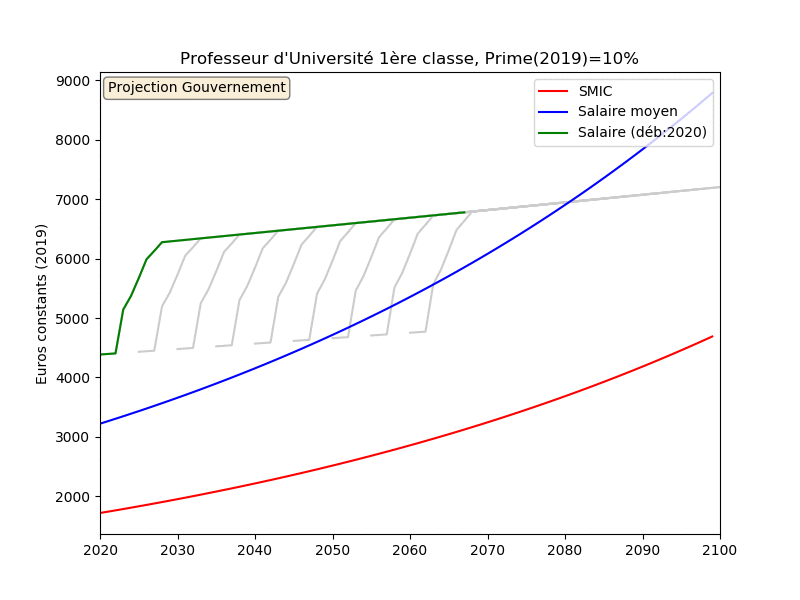 Professeur d'Université 1ère classe, Prime(2019)=10%
Projection Gouvernement
SMIC
Salaire moyen
Salaire (déb:2020)
Euros constants (2019)
9000
8000
7000
6000
5000
4000
3000
2000
2020 2030 2040 2050 2060 2070 2080 2090 2100